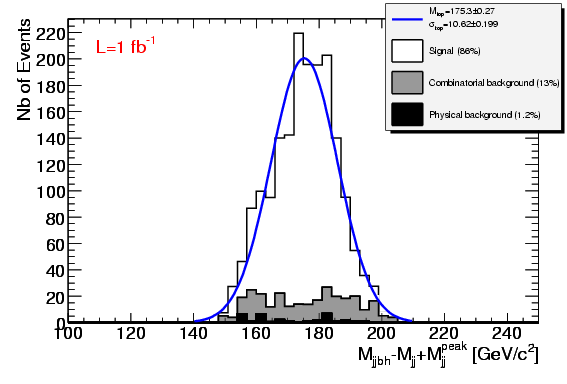 M_top=175.3±0.27
σ_top=10.62±0.199
Signal (86%)
Combinatorial background (13%)
Physical background (1.2%)
L=1 fb⁻¹
Nb of Events
220
200
180
160
140
120
100
80
60
40
20
0
100 120 140 160 180 200 220 240
M_jjbh-M_jj+M_jj^peak [GeV/c²]